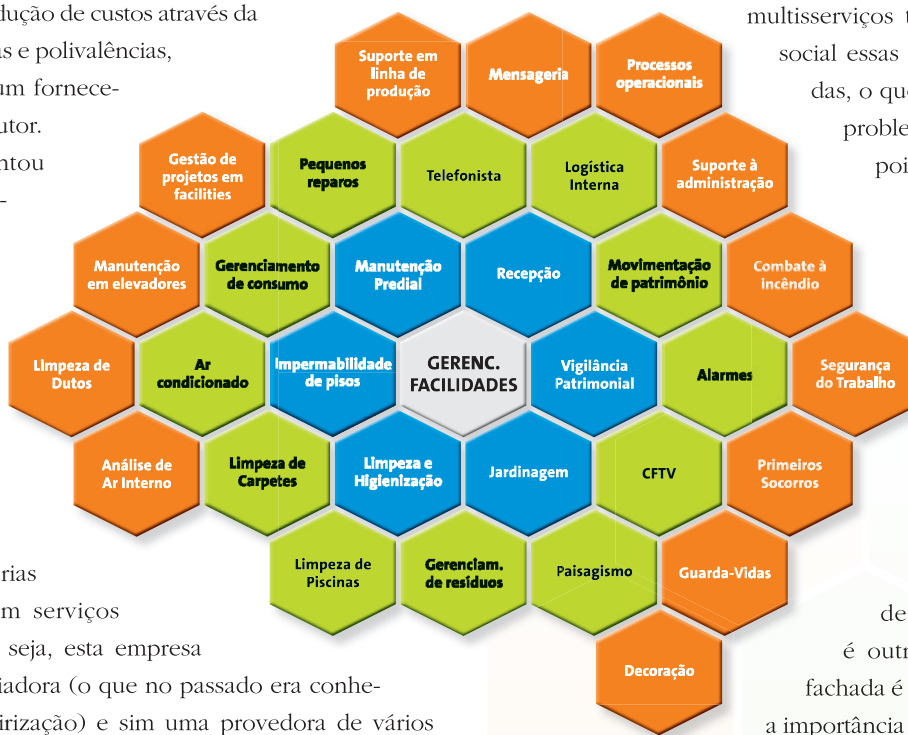 dução de custos através da
as e polivalências,
um fornece-
utor.
ntou
-
multisserviços t
social essas
das, o que
proble
poi
Suporte em
linha de
produção
Mensageria
Processos
operacionais
Gestão de
projetos em
facilities
Pequenos
reparos
Telefonista
Logística
Interna
Suporte à
administração
Manutenção
em elevadores
Gerenciamento
de consumo
Manutenção
Predial
Recepção
Movimentação
de patrimônio
Combate à
incêndio
Limpeza de
Dutos
Ar
condicionado
Impermabilidade
de pisos
GERENC.
FACILIDADES
Vigilância
Patrimonial
Alarmes
Segurança
do Trabalho
Análise de
Ar Interno
Limpeza de
Carpetes
Limpeza e
Higienização
Jardinagem
CFTV
Primeiros
Socorros
Limpeza de
Piscinas
Gerenciam.
de resíduos
Paisagismo
Guarda-Vidas
Decoração
rias
m serviços
seja, esta empresa
iadora (o que no passado era conhe-
irização) e sim uma provedora de vários
de
é outr
fachada é
a importância